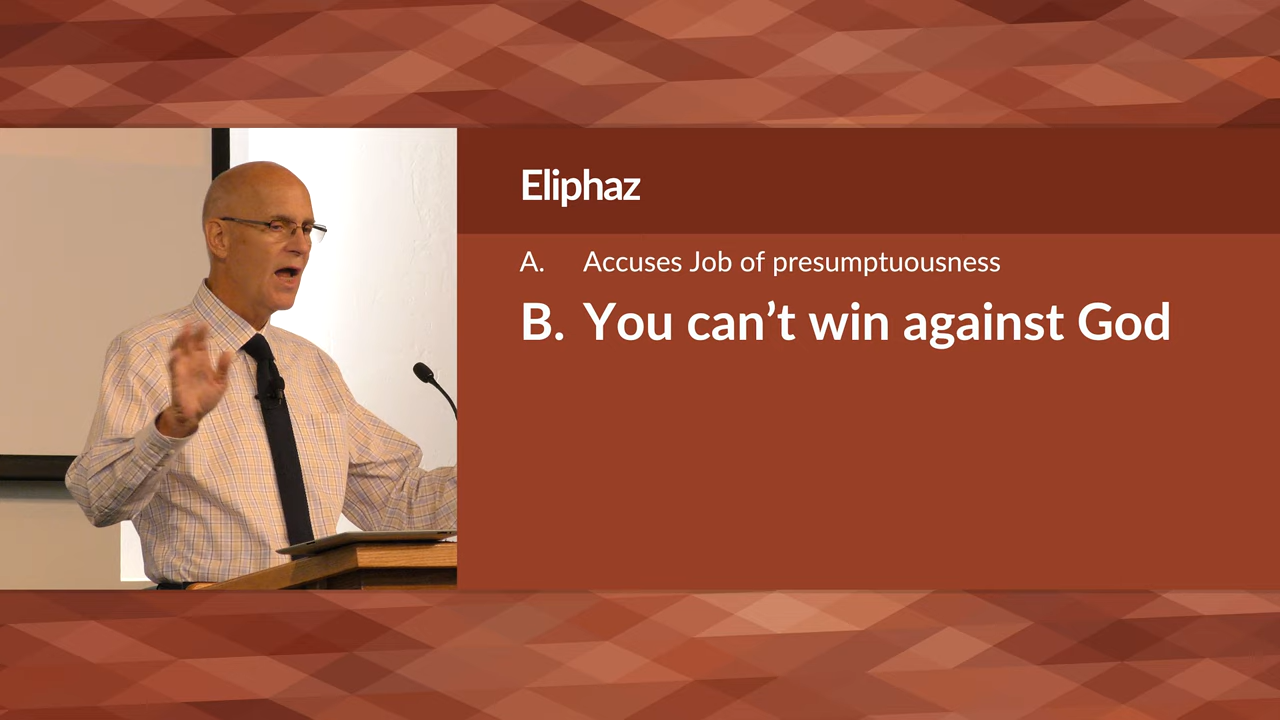 Eliphaz
A. Accuses Job of presumptuousness
B. You can’t win against God